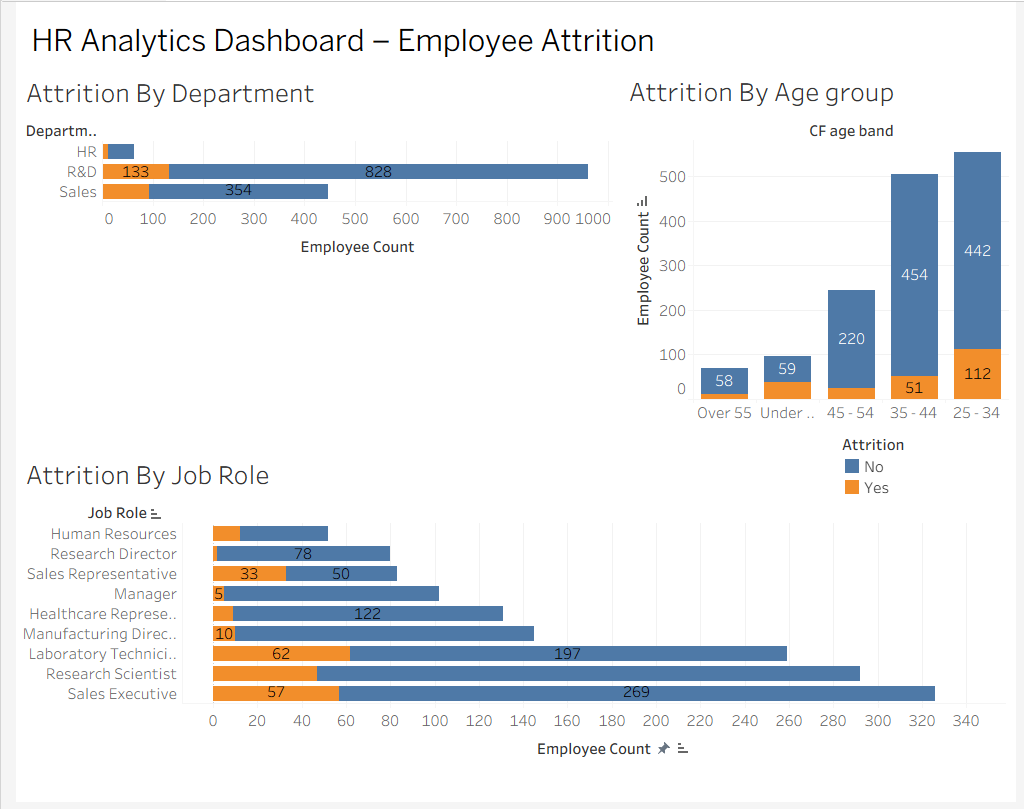 HR Analytics Dashboard – Employee Attrition
Attrition By Department
Departm..
HR
R&D 133 828
Sales 354
0 100 200 300 400 500 600 700 800 900 1000
Employee Count
Attrition By Age group
CF age band
Employee Count
500
400
300
200
100
0
58 59 220 454 442
51 112
Over 55 Under .. 45 - 54 35 - 44 25 - 34
Attrition
No
Yes
Attrition By Job Role
Job Role
Human Resources
Research Director 78
Sales Representative 33 50
Manager 5
Healthcare Represe.. 122
Manufacturing Direc.. 10
Laboratory Technici.. 62 197
Research Scientist
Sales Executive 57 269
0 20 40 60 80 100 120 140 160 180 200 220 240 260 280 300 320 340
Employee Count